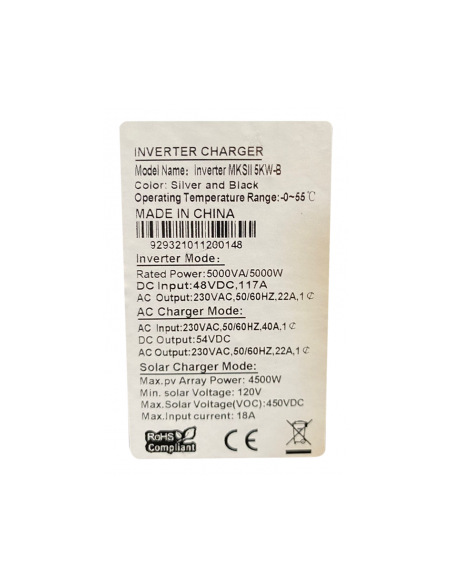 INVERTER CHARGER
Model Name: Inverter MKSII 5KW-B
Color: Silver and Black
Operating Temperature Range:-0~55℃
MADE IN CHINA
929321011200148
Inverter Mode:
Rated Power:5000VA/5000W
DC Input:48VDC,117A
AC Output:230VAC,50/60HZ,22A,1¢
AC Charger Mode:
AC Input:230VAC,50/60HZ,40A,1¢
DC Output:54VDC
AC Output:230VAC,50/60HZ,22A,1¢
Solar Charger Mode:
Max.pv Array Power: 4500W
Min. solar Voltage: 120V
Max.Solar Voltage(VOC):450VDC
Max.Input current: 18A
RoHS
Compliant
CE